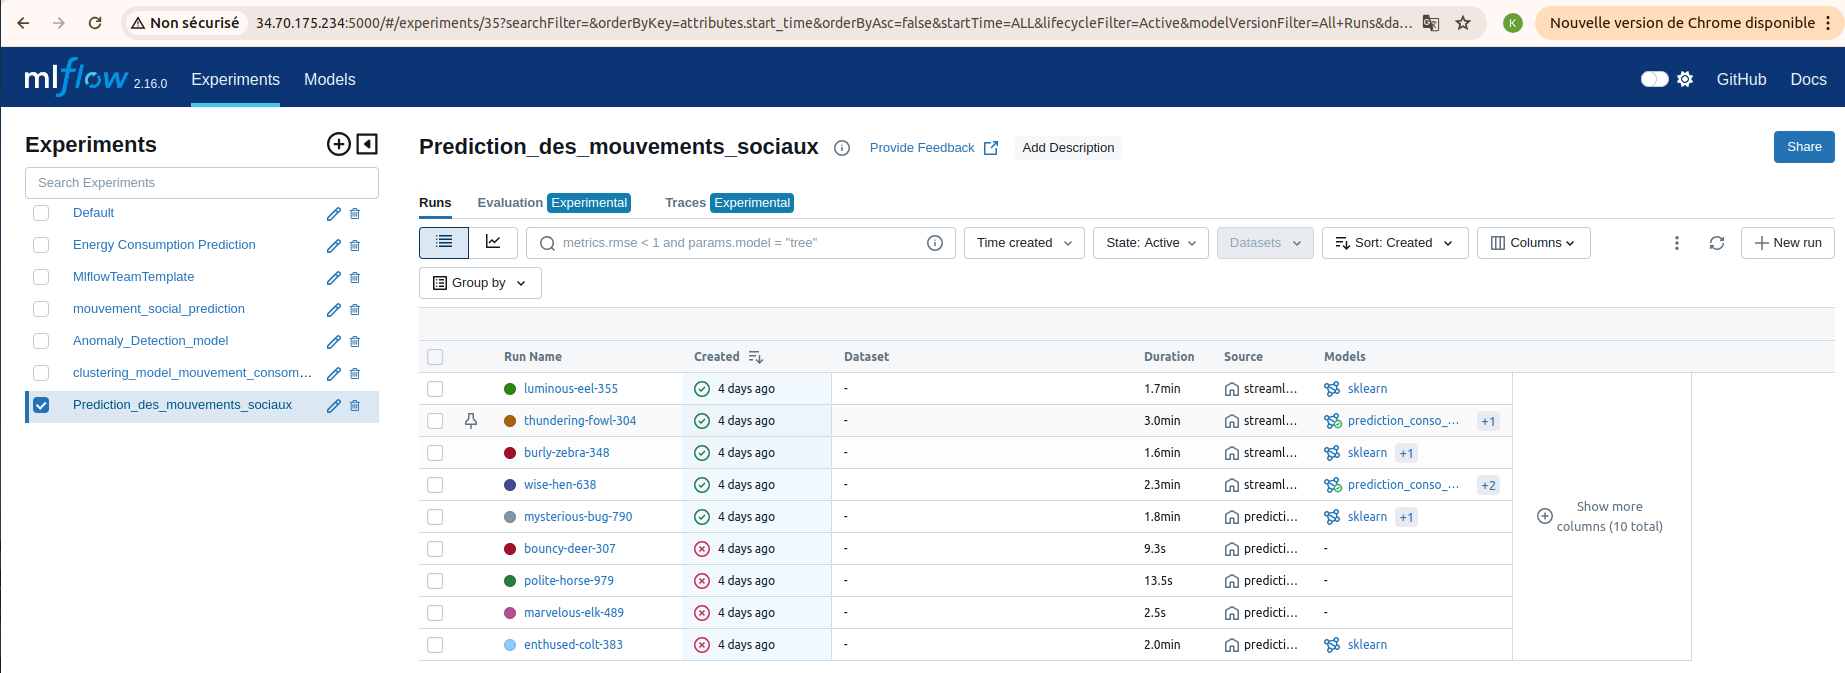 Non sécurisé 34.70.175.234:5000/#/experiments/35?searchFilter=&orderByKey=attributes.start_time&orderByAsc=false&startTime=ALL&lifecycleFilter=Active&modelVersionFilter=All+Runs&da... K Nouvelle version de Chrome disponible
mlflow 2.16.0 Experiments Models GitHub Docs
Experiments
Search Experiments
Default
Energy Consumption Prediction
MlflowTeamTemplate
mouvement_social_prediction
Anomaly_Detection_model
clustering_model_mouvement_consom...
Prediction_des_mouvements_sociaux
Prediction_des_mouvements_sociaux Provide Feedback Add Description Share
Runs Evaluation Experimental Traces Experimental
metrics.rmse < 1 and params.model = "tree" Time created State: Active Datasets Sort: Created Columns New run
Group by
Run Name Created Dataset Duration Source Models
luminous-eel-355 4 days ago - 1.7min streaml... sklearn
thundering-fowl-304 4 days ago - 3.0min streaml... prediction_conso_... +1
burly-zebra-348 4 days ago - 1.6min streaml... sklearn +1
wise-hen-638 4 days ago - 2.3min streaml... prediction_conso_... +2
mysterious-bug-790 4 days ago - 1.8min predicti... sklearn +1
bouncy-deer-307 4 days ago - 9.3s predicti... -
polite-horse-979 4 days ago - 13.5s predicti... -
marvelous-elk-489 4 days ago - 2.5s predicti... -
enthused-colt-383 4 days ago - 2.0min predicti... sklearn
Show more
columns (10 total)